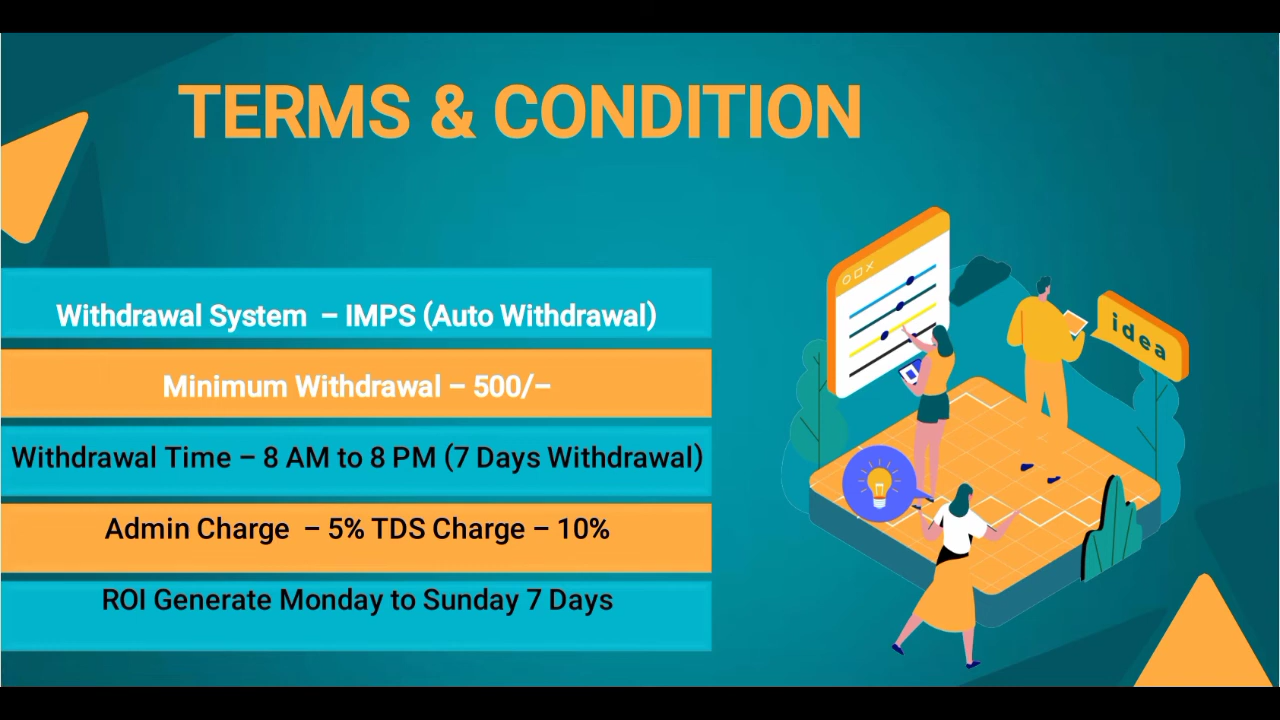 TERMS & CONDITION
Withdrawal System – IMPS (Auto Withdrawal)
Minimum Withdrawal – 500/–
Withdrawal Time – 8 AM to 8 PM (7 Days Withdrawal)
Admin Charge – 5% TDS Charge – 10%
ROI Generate Monday to Sunday 7 Days
idea